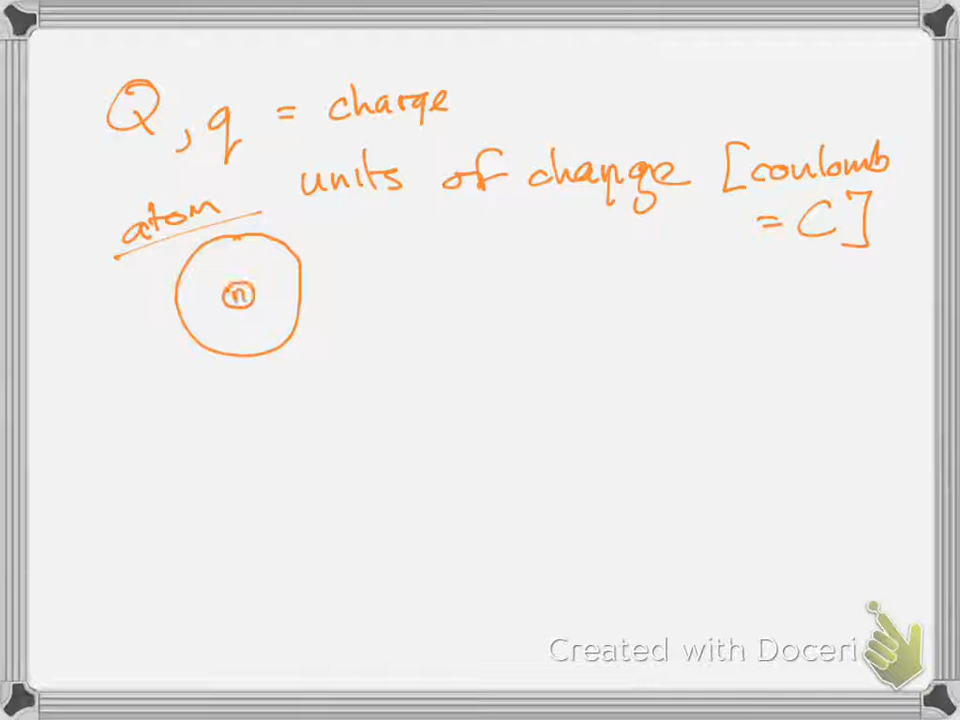 Q, q = charge
units of charge [coulomb
= C]
atom
n
Created with Doceri